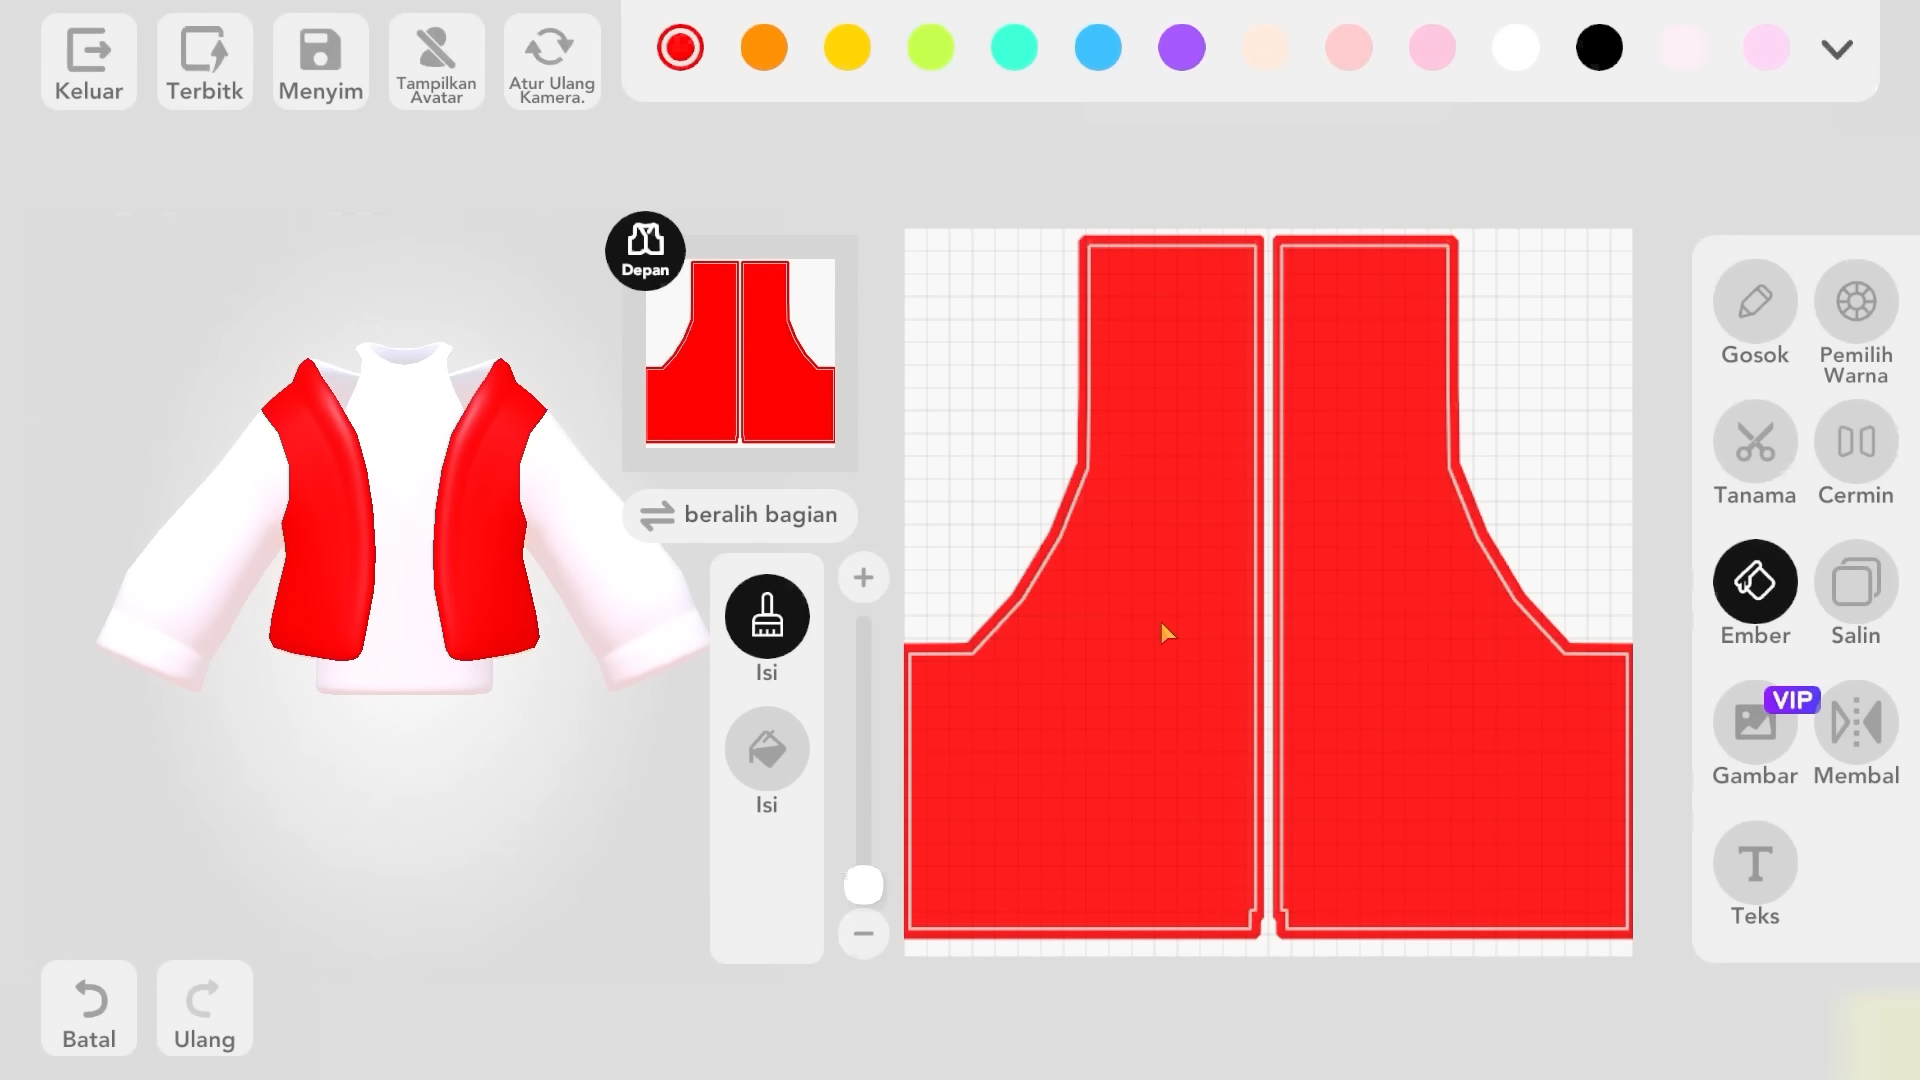 Keluar
Terbitk
Menyim
Tampilkan
Avatar
Atur Ulang
Kamera.
Depan
beralih bagian
Isi
Isi
Gosok
Pemilih
Warna
Tanama
Cermin
Ember
Salin
VIP
Gambar
Membal
Teks
Batal
Ulang